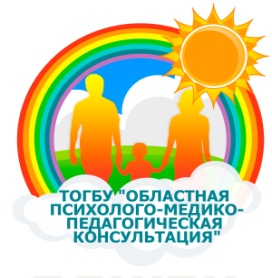 ТОГБУ "ОБЛАСТНАЯ
ПСИХОЛОГО-МЕДИКО-
ПЕДАГОГИЧЕСКАЯ
КОНСУЛЬТАЦИЯ"